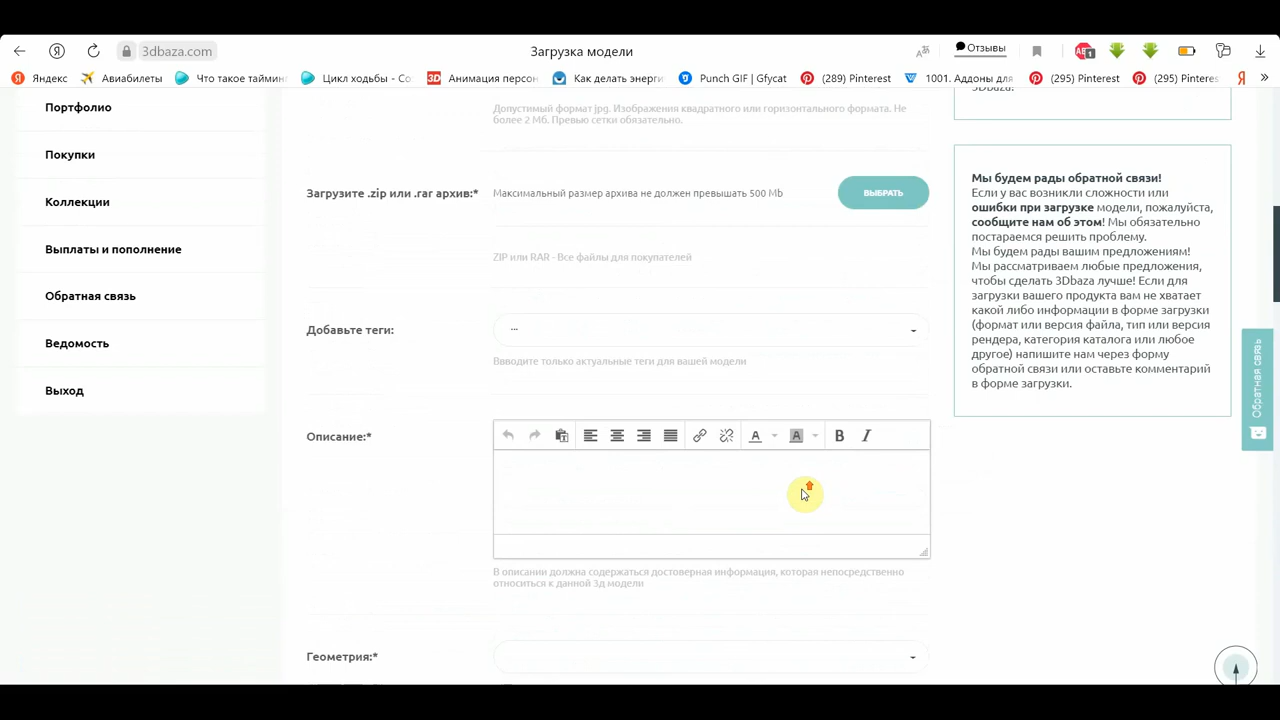 3dbaza.com
Загрузка модели
Отзывы
Яндекс
Авиабилеты
Что такое тайминг
Цикл ходьбы - Со
Анимация персон
Как делать энерги
Punch GIF | Gfycat
(289) Pinterest
1001. Аддоны для
(295) Pinterest
(295) Pinteres
Портфолио
Покупки
Коллекции
Выплаты и пополнение
Обратная связь
Ведомость
Выход
Допустимый формат jpg. Изображения квадратного или горизонтального формата. Не
более 2 Мб. Превью сетки обязательно.
Загрузите .zip или .rar архив:*
Максимальный размер архива не должен превышать 500 Mb
ВЫБРАТЬ
ZIP или RAR - Все файлы для покупателей
Добавьте теги:
...
Ввводите только актуальные теги для вашей модели
Описание:*
A
A
B
I
В описании должна содержаться достоверная информация, которая непосредственно
относиться к данной 3д модели
Геометрия:*
3Dbaza.
Мы будем рады обратной связи!
Если у вас возникли сложности или
ошибки при загрузке модели, пожалуйста,
сообщите нам об этом! Мы обязательно
постараемся решить проблему.
Мы будем рады вашим предложениям!
Мы рассматриваем любые предложения,
чтобы сделать 3Dbaza лучше! Если для
загрузки вашего продукта вам не хватает
какой либо информации в форме загрузки
(формат или версия файла, тип или версия
рендера, категория каталога или любое
другое) напишите нам через форму
обратной связи или оставьте комментарий
в форме загрузки.
Обратная связь